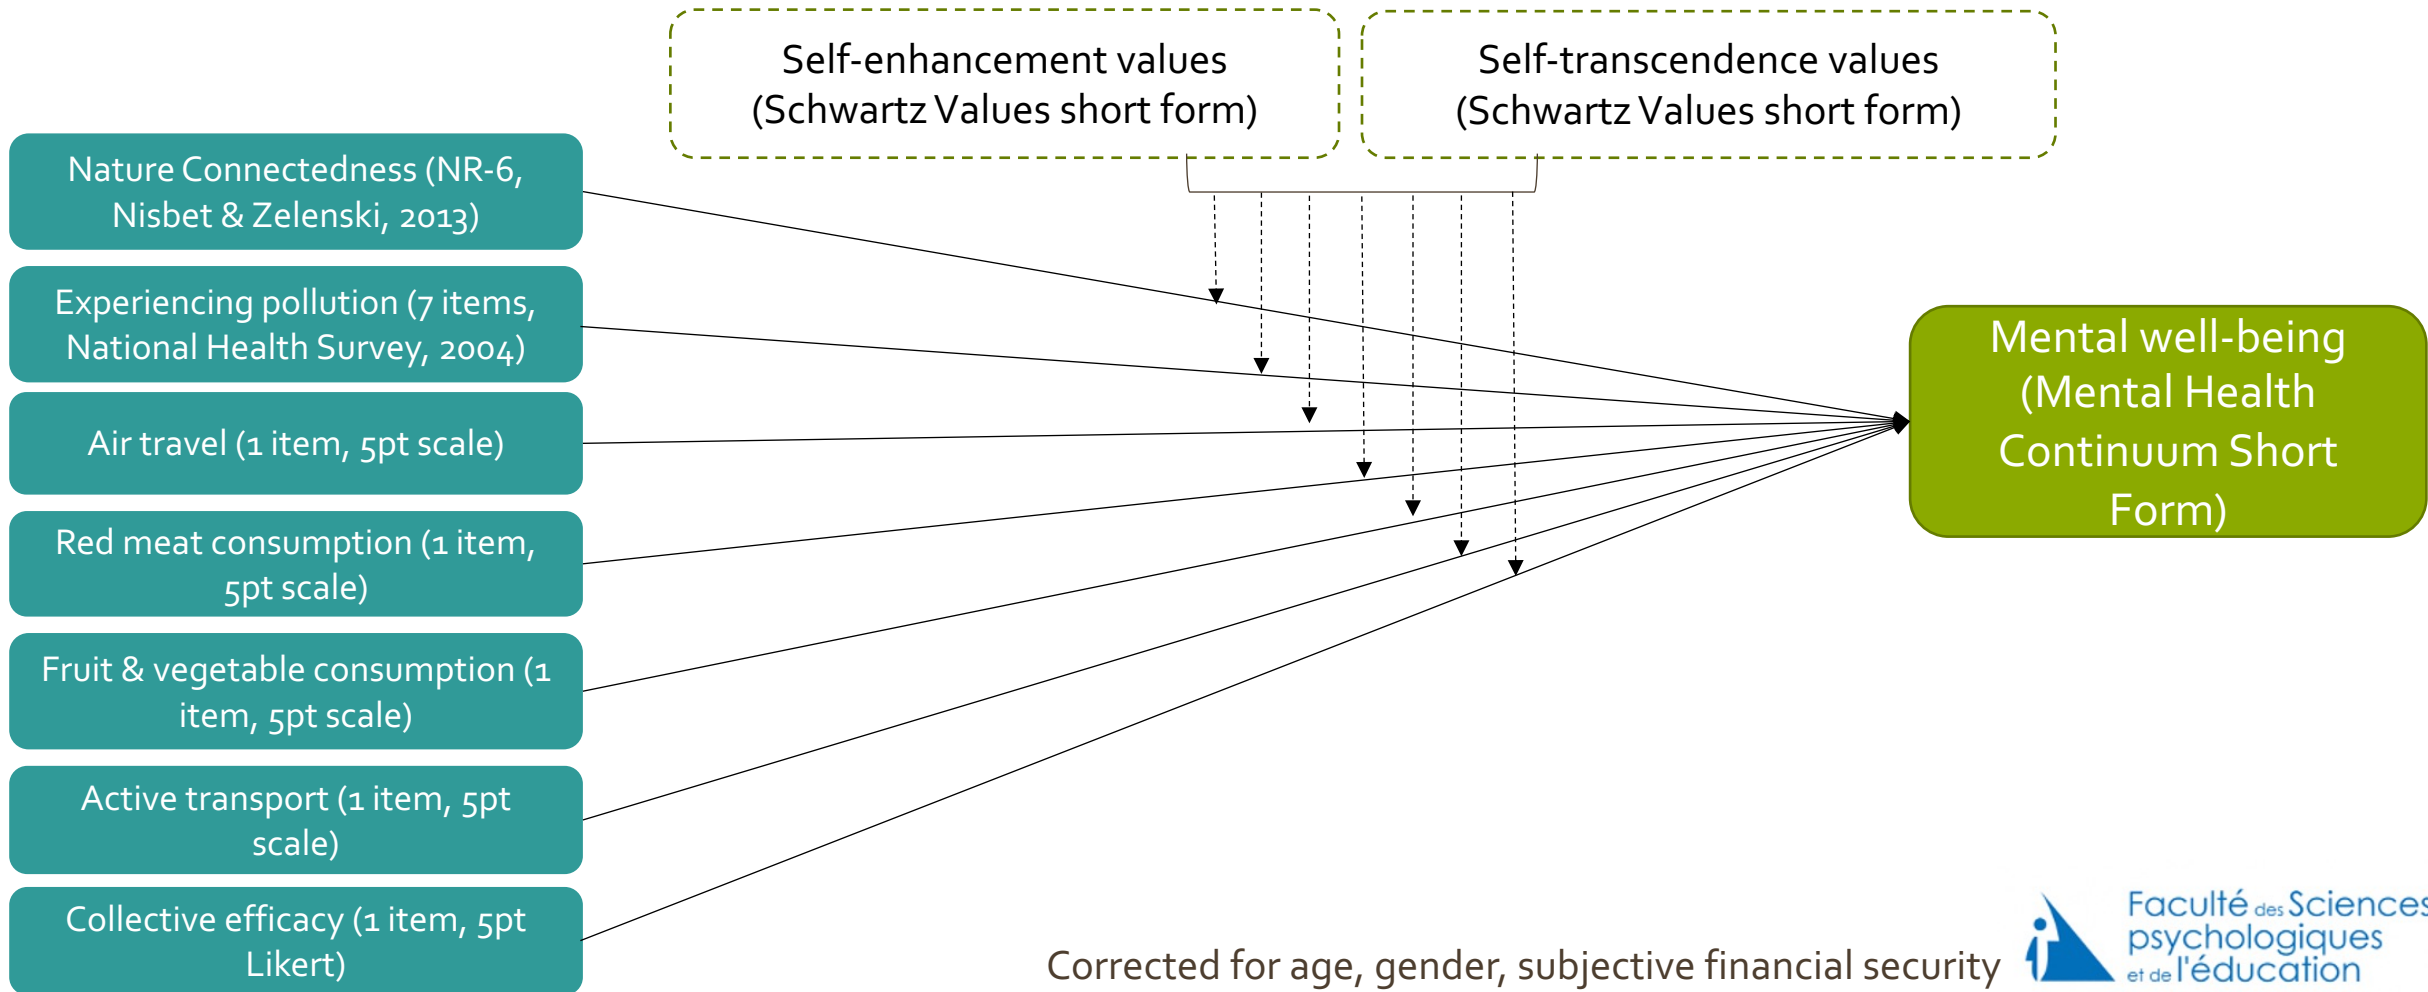 Self-enhancement values
(Schwartz Values short form)
Self-transcendence values
(Schwartz Values short form)
Nature Connectedness (NR-6,
Nisbet & Zelenski, 2013)
Experiencing pollution (7 items,
National Health Survey, 2004)
Air travel (1 item, 5pt scale)
Red meat consumption (1 item,
5pt scale)
Fruit & vegetable consumption (1
item, 5pt scale)
Active transport (1 item, 5pt
scale)
Collective efficacy (1 item, 5pt
Likert)
Mental well-being
(Mental Health
Continuum Short
Form)
Corrected for age, gender, subjective financial security
Faculté des Sciences
psychologiques
et de l'éducation